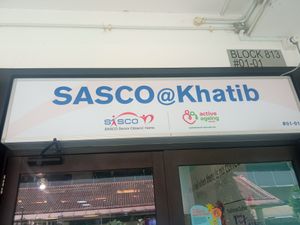 BLOCK 813
#01-01
SASCO@Khatib
SASCO
SASCO Senior Citizens' Home
active
ageing
#01-01